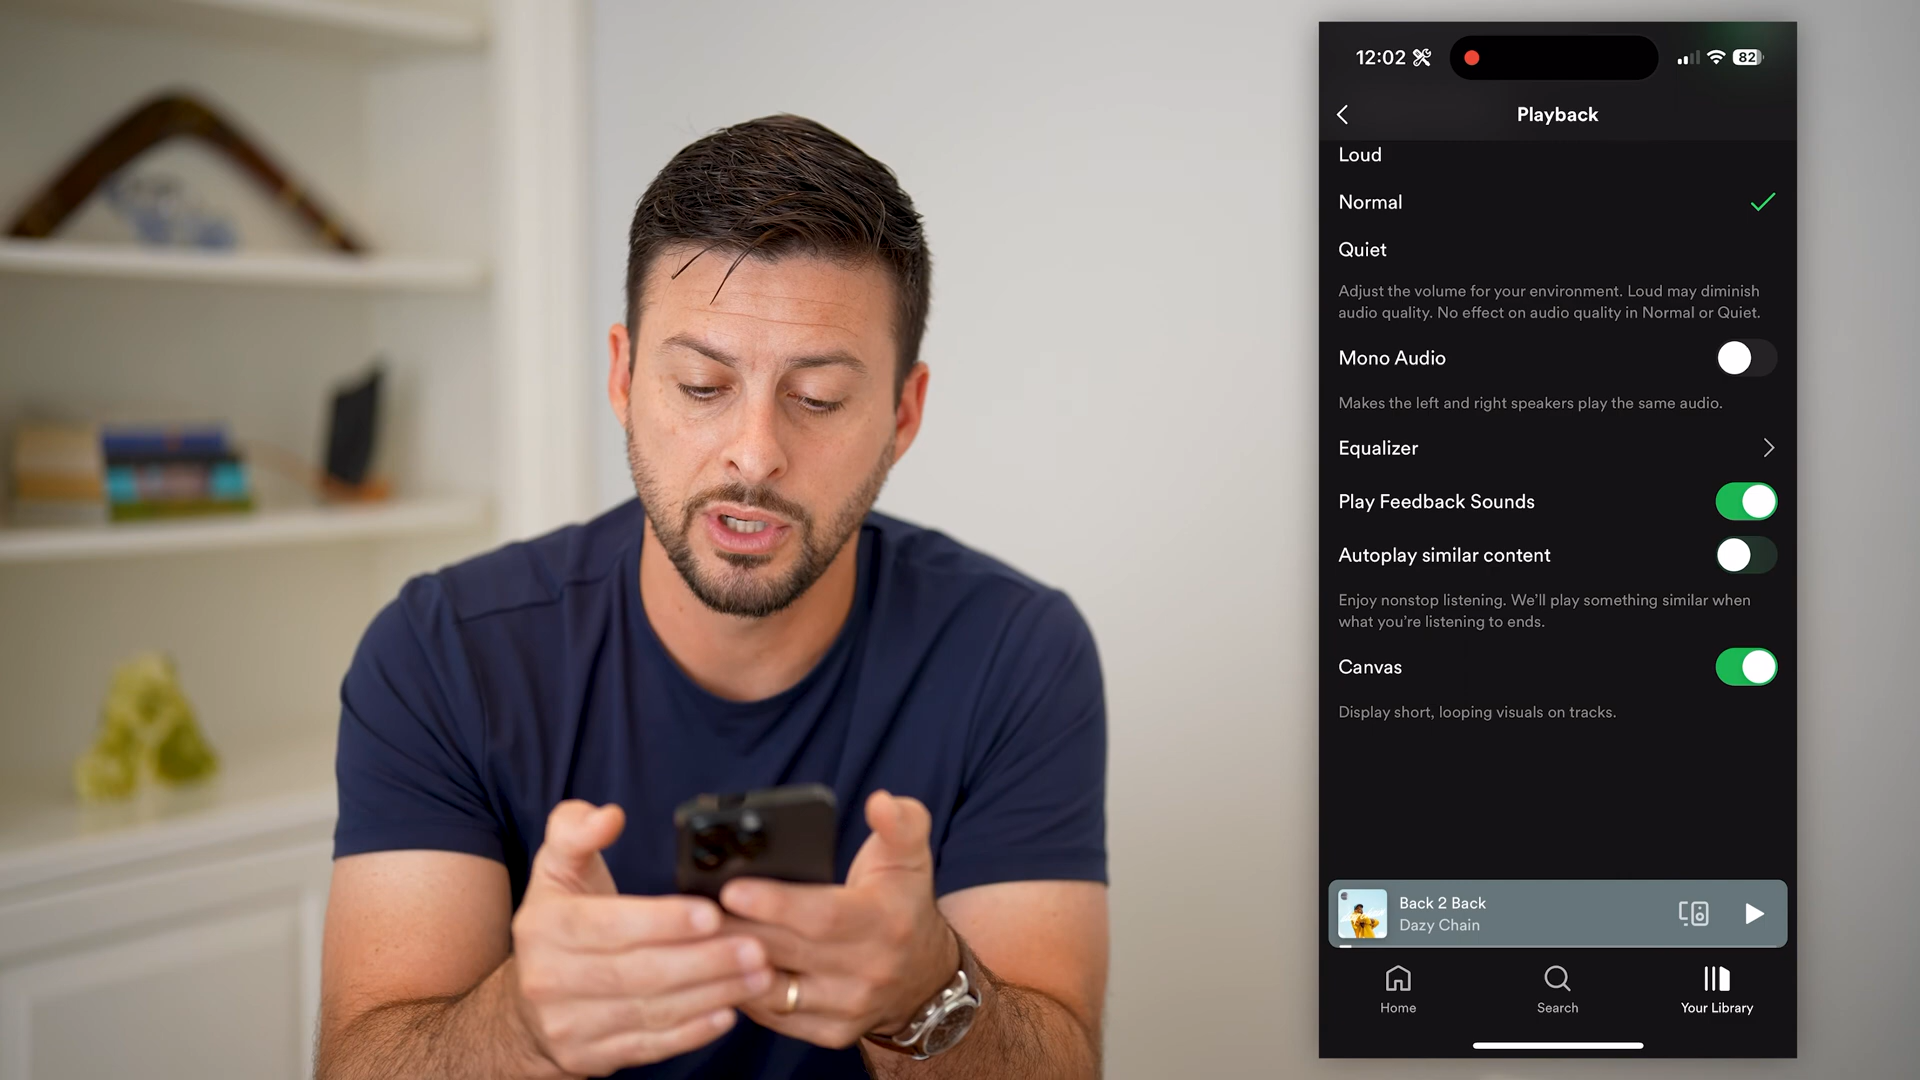 12:02
82
Playback
Loud
Normal
Quiet
Adjust the volume for your environment. Loud may diminish
audio quality. No effect on audio quality in Normal or Quiet.
Mono Audio
Makes the left and right speakers play the same audio.
Equalizer
Play Feedback Sounds
Autoplay similar content
Enjoy nonstop listening. We'll play something similar when
what you're listening to ends.
Canvas
Display short, looping visuals on tracks.
Back 2 Back
Dazy Chain
Home
Search
Your Library